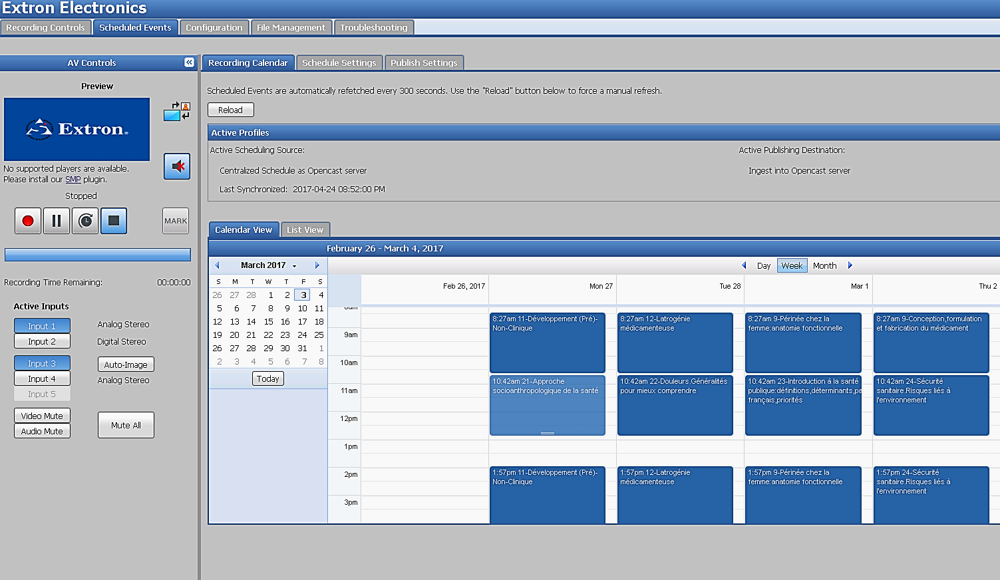 Extron Electronics
Recording Controls
Scheduled Events
Configuration
File Management
Troubleshooting
AV Controls
Preview
Extron®
No supported players are available.
Please install our SMP plugin.
Stopped
MARK
Recording Time Remaining: 00:00:00
Active Inputs
Input 1
Analog Stereo
Input 2
Digital Stereo
Input 3
Auto-Image
Input 4
Analog Stereo
Input 5
Video Mute
Audio Mute
Mute All
Recording Calendar
Schedule Settings
Publish Settings
Scheduled Events are automatically refetched every 300 seconds. Use the "Reload" button below to force a manual refresh.
Reload
Active Profiles
Active Scheduling Source:
Centralized Schedule as Opencast server
Last Synchronized: 2017-04-24 08:52:00 PM
Active Publishing Destination:
Ingest into Opencast server
Calendar View
List View
February 26 - March 4, 2017
March 2017
S M T W T F S
26 27 28 1 2 3 4
5 6 7 8 9 10 11
12 13 14 15 16 17 18
19 20 21 22 23 24 25
26 27 28 29 30 31 1
2 3 4 5 6 7 8
Today
Day
Week
Month
Feb 26, 2017
Mon 27
Tue 28
Mar 1
Thu 2
9am
10am
11am
12pm
1pm
2pm
3pm
8:27am 11-Développement (Pré)-
Non-Clinique
8:27am 12-Latrogénie
médicamenteuse
8:27am 9-Périnée chez la
femme:anatomie fonctionnelle
8:27am 9-Conception,formulation
et fabrication du médicament
10:42am 21-Approche
socioanthropologique de la santé
10:42am 22-Douleurs.Généralités
pour mieux comprendre
10:42am 23-Introduction à la santé
publique:définitions,déterminants,pa
français,priorités
10:42am 24-Sécurité
sanitaire.Risques liés à
l'environnement
1:57pm 11-Développement (Pré)-
Non-Clinique
1:57pm 12-Latrogénie
médicamenteuse
1:57pm 9-Périnée chez la
femme:anatomie fonctionnelle
1:57pm 24-Sécurité
sanitaire.Risques liés à
l'environnement